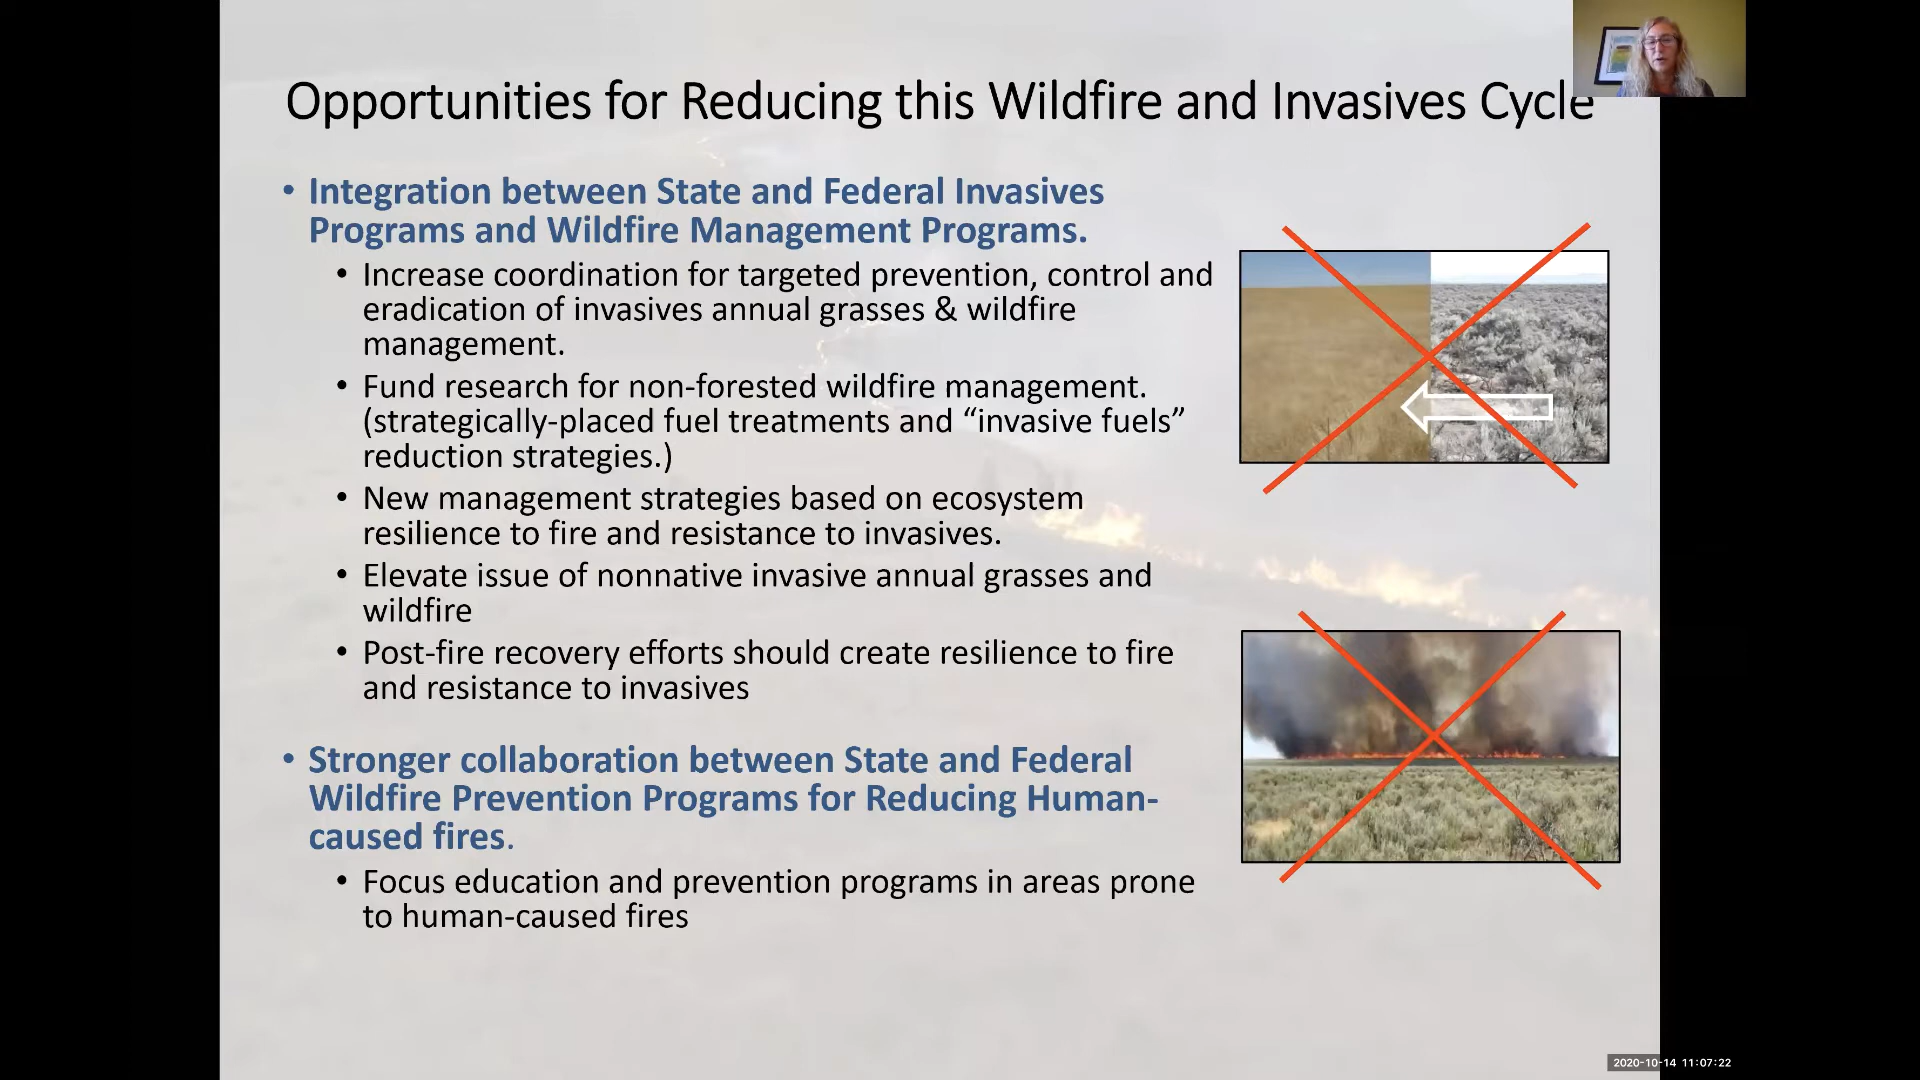 Opportunities for Reducing this Wildfire and Invasives Cycle
• Integration between State and Federal Invasives
Programs and Wildfire Management Programs.
• Increase coordination for targeted prevention, control and
eradication of invasives annual grasses & wildfire
management.
• Fund research for non-forested wildfire management.
(strategically-placed fuel treatments and “invasive fuels”
reduction strategies.)
• New management strategies based on ecosystem
resilience to fire and resistance to invasives.
• Elevate issue of nonnative invasive annual grasses and
wildfire
• Post-fire recovery efforts should create resilience to fire
and resistance to invasives
• Stronger collaboration between State and Federal
Wildfire Prevention Programs for Reducing Human-
caused fires.
• Focus education and prevention programs in areas prone
to human-caused fires
2020-10-14 11:07:22